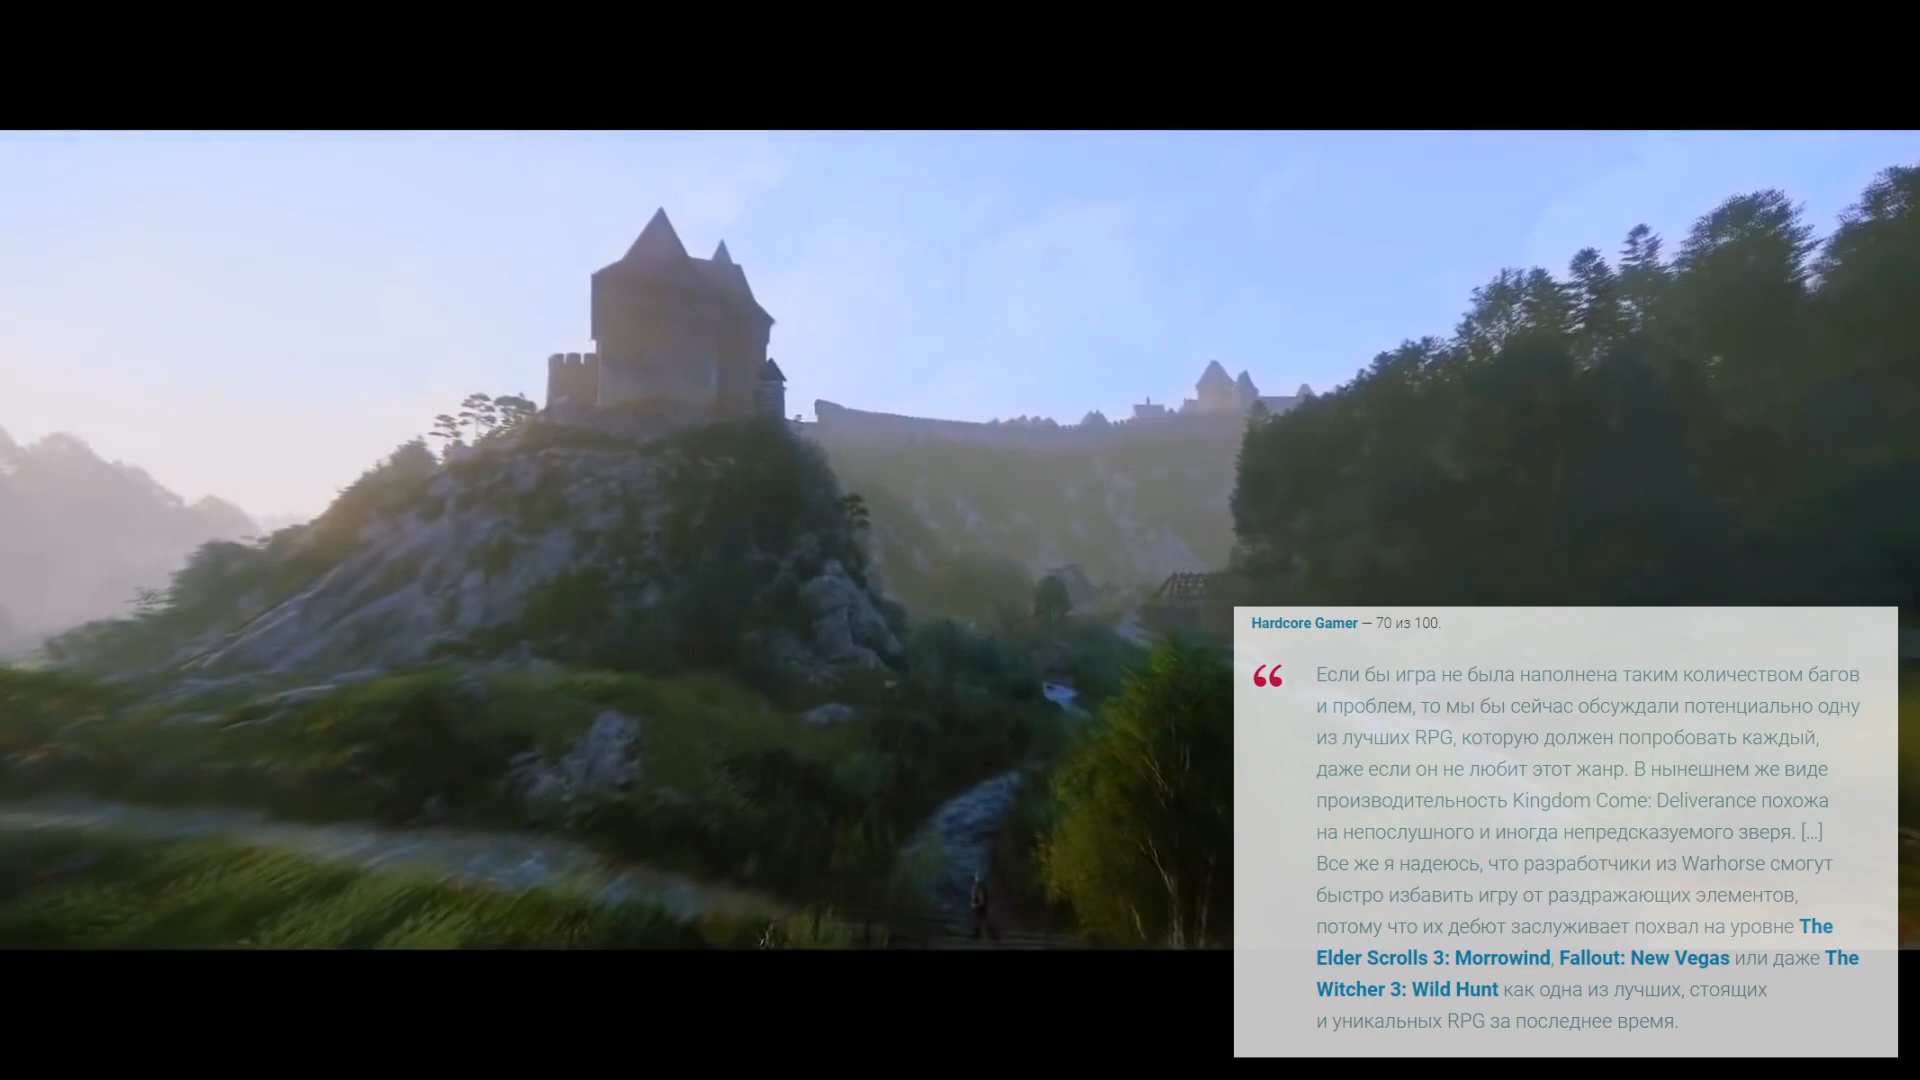 Hardcore Gamer — 70 из 100.
“ Если бы игра не была наполнена таким количеством багов
и проблем, то мы бы сейчас обсуждали потенциально одну
из лучших RPG, которую должен попробовать каждый,
даже если он не любит этот жанр. В нынешнем же виде
производительность Kingdom Come: Deliverance похожа
на непослушного и иногда непредсказуемого зверя. […]
Все же я надеюсь, что разработчики из Warhorse смогут
быстро избавить игру от раздражающих элементов,
потому что их дебют заслуживает похвал на уровне The
Elder Scrolls 3: Morrowind, Fallout: New Vegas или даже The
Witcher 3: Wild Hunt как одна из лучших, стоящих
и уникальных RPG за последнее время.